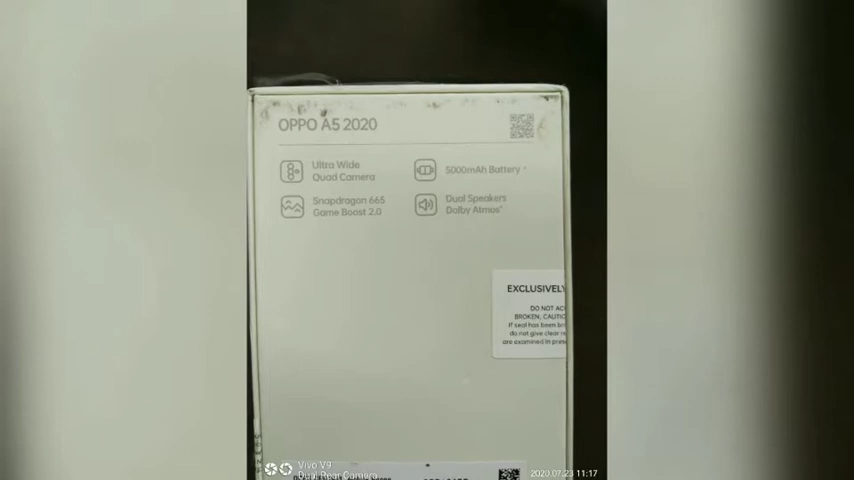 OPPO A5 2020
Ultra Wide
Quad Camera
5000mAh Battery *
Snapdragon 665
Game Boost 2.0
Dual Speakers
Dolby Atmos*
EXCLUSIVELY
DO NOT
BROKEN,
If seal has been
do not give clear
are examined in
Vivo V9
Dual Rear Camera
2020.07.23 11:17